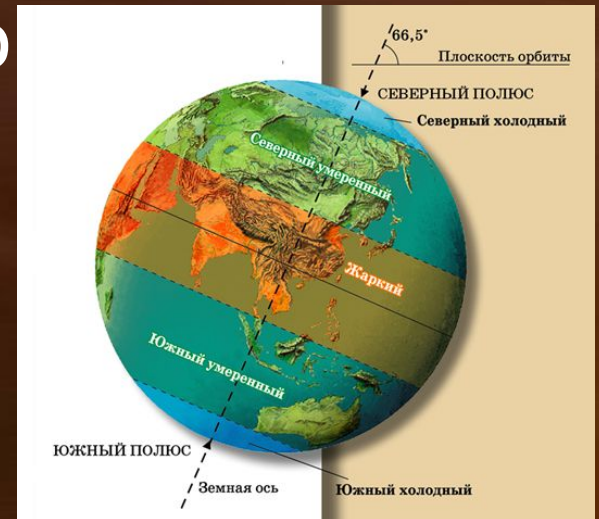 66,5°
Плоскость орбиты
СЕВЕРНЫЙ ПОЛЮС
Северный холодный
Северный умеренный
Жаркий
Южный умеренный
ЮЖНЫЙ ПОЛЮС
Земная ось
Южный холодный